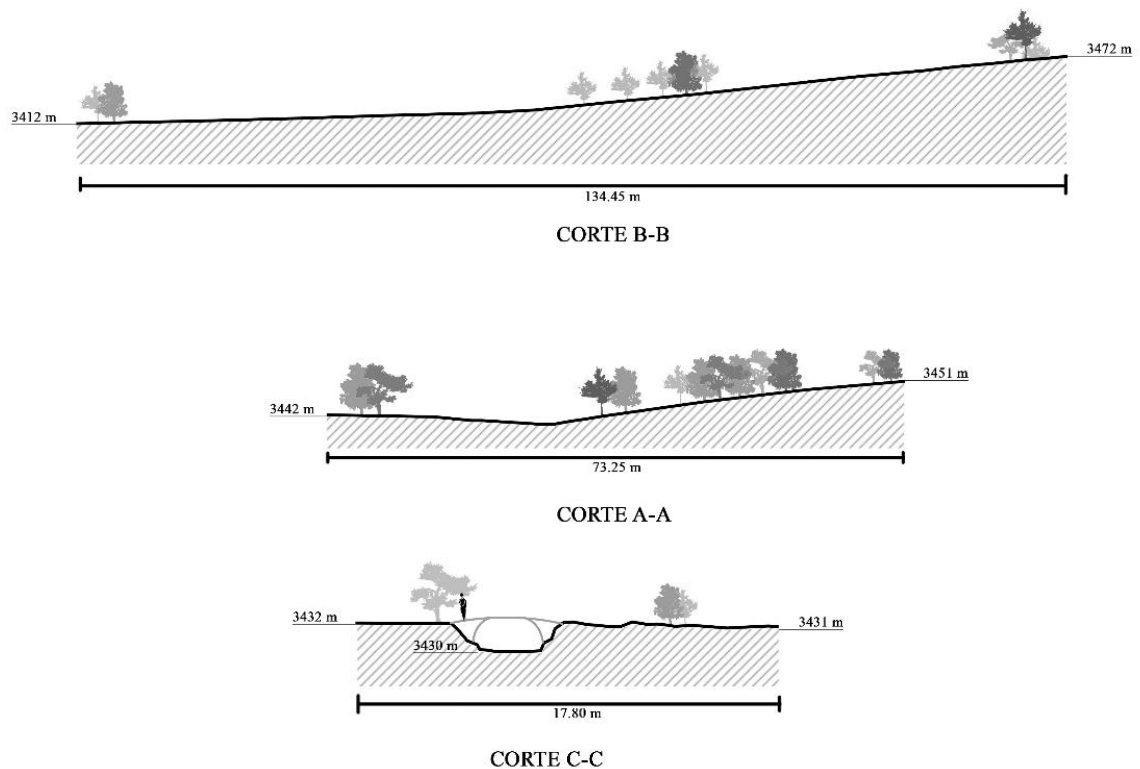 3472 m
3412 m
134.45 m
CORTE B-B
3451 m
3442 m
73.25 m
CORTE A-A
3432 m
3431 m
3430 m
17.80 m
CORTE C-C